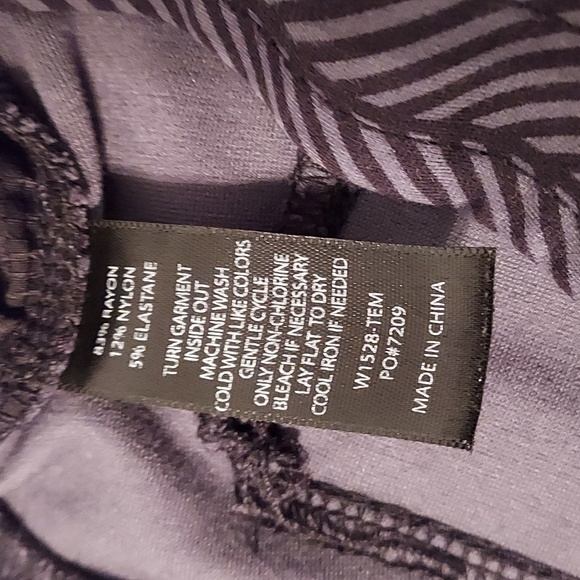 83% RAYON
12% NYLON
5% ELASTANE
TURN GARMENT
INSIDE OUT
MACHINE WASH
COLD WITH LIKE COLORS
GENTLE CYCLE
ONLY NON-CHLORINE
BLEACH IF NECESSARY
LAY FLAT TO DRY
COOL IRON IF NEEDED
W1528-TEM
PO#7209
MADE IN CHINA